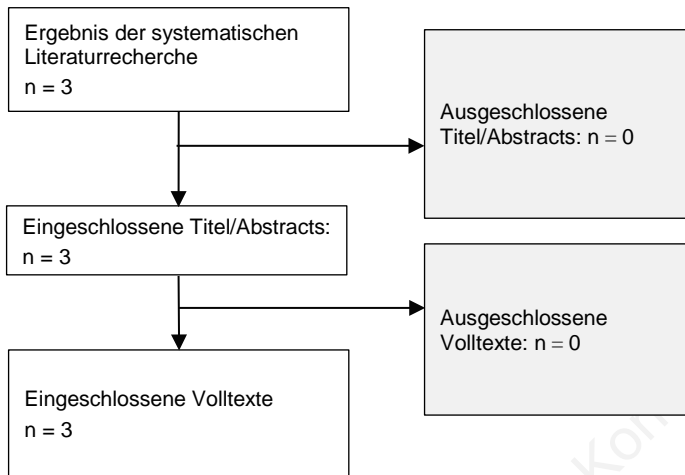 Ergebnis der systematischen
Literaturrecherche
n = 3
Ausgeschlossene
Titel/Abstracts: n = 0
Eingeschlossene Titel/Abstracts:
n = 3
Ausgeschlossene
Volltexte: n = 0
Eingeschlossene Volltexte
n = 3